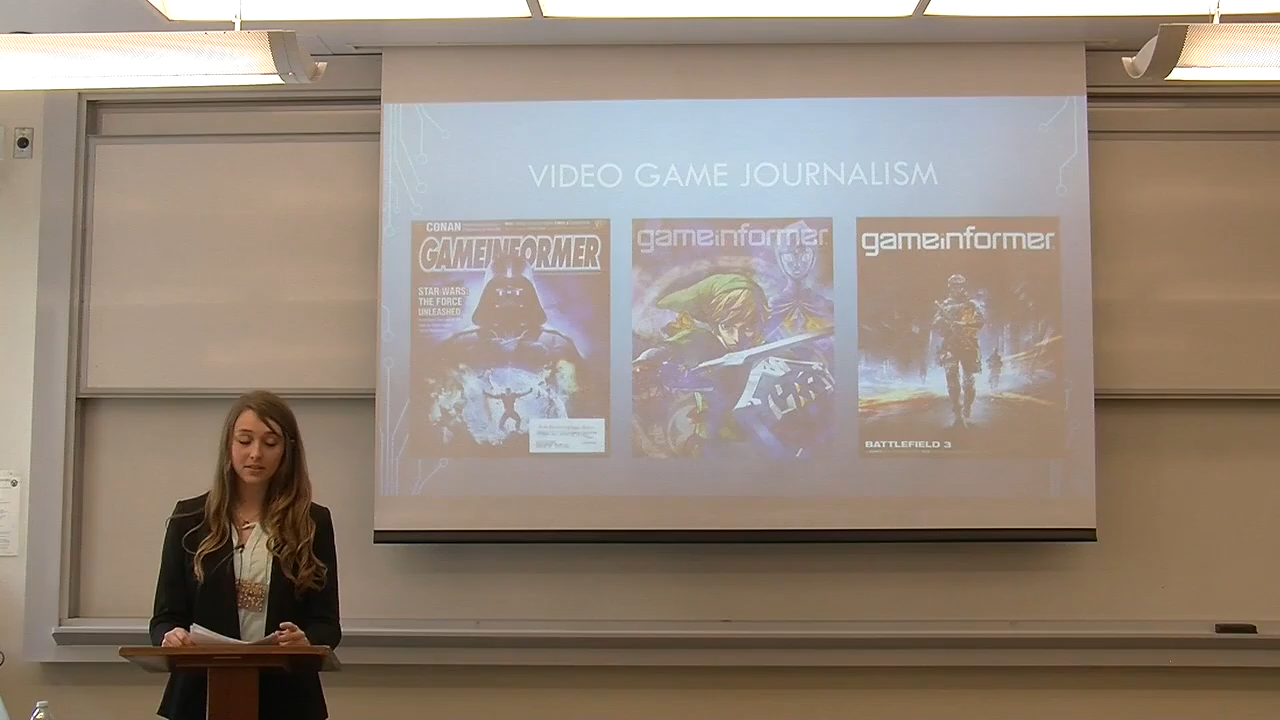 VIDEO GAME JOURNALISM
CONAN
GAMEINFORMER
STAR WARS
THE FORCE
UNLEASHED
gameinformer
gameinformer
BATTLEFIELD 3